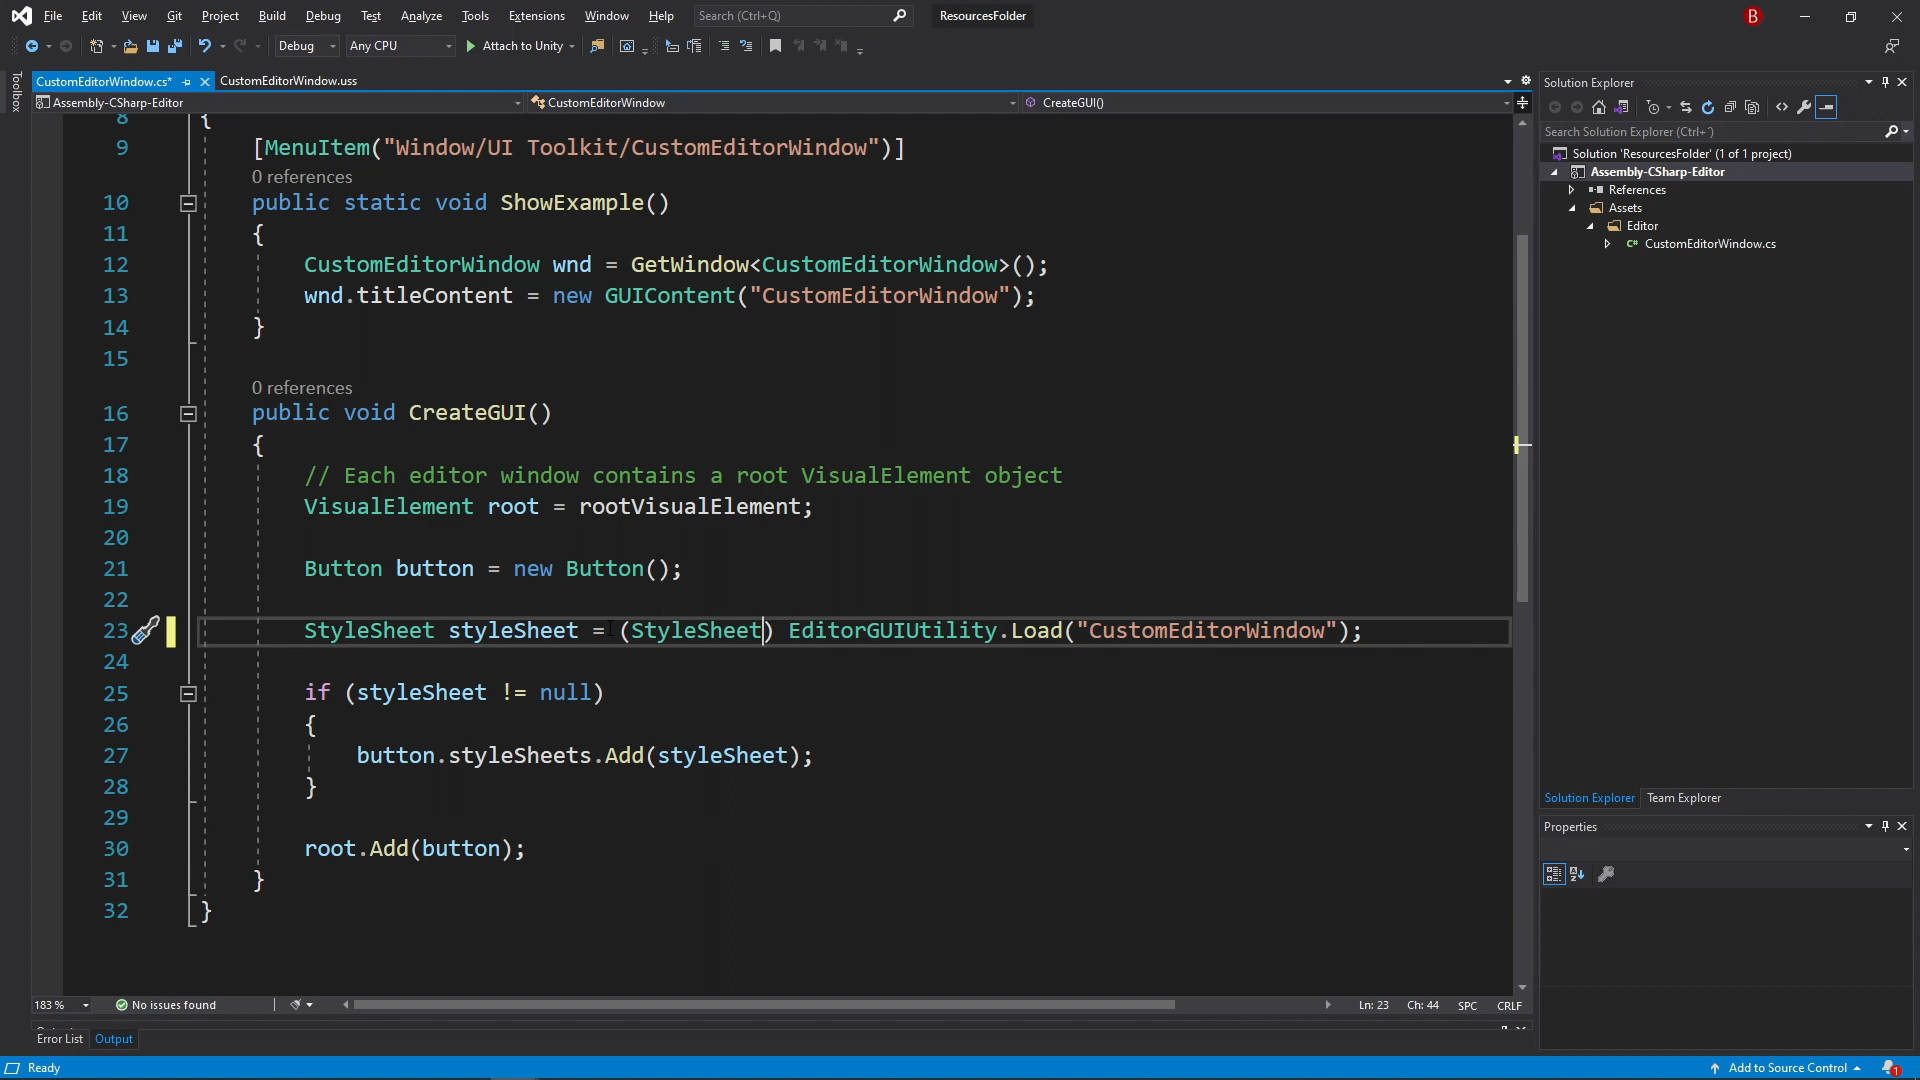 File Edit View Git Project Build Debug Test Analyze Tools Extensions Window Help Search (Ctrl+Q) ResourcesFolder B
Debug Any CPU Attach to Unity
Toolbox
CustomEditorWindow.cs* CustomEditorWindow.uss
Assembly-CSharp-Editor CustomEditorWindow CreateGUI()
8 {
9 [MenuItem("Window/UI Toolkit/CustomEditorWindow")]
0 references
10 public static void ShowExample()
11 {
12 CustomEditorWindow wnd = GetWindow<CustomEditorWindow>();
13 wnd.titleContent = new GUIContent("CustomEditorWindow");
14 }
15
0 references
16 public void CreateGUI()
17 {
18 // Each editor window contains a root VisualElement object
19 VisualElement root = rootVisualElement;
20
21 Button button = new Button();
22
23 StyleSheet styleSheet = (StyleSheet) EditorGUIUtility.Load("CustomEditorWindow");
24
25 if (styleSheet != null)
26 {
27 button.styleSheets.Add(styleSheet);
28 }
29
30 root.Add(button);
31 }
32 }
183 % No issues found Ln: 23 Ch: 44 SPC CRLF
Error List Output
Solution Explorer
Search Solution Explorer (Ctrl+´)
Solution 'ResourcesFolder' (1 of 1 project)
Assembly-CSharp-Editor
References
Assets
Editor
C# CustomEditorWindow.cs
Solution Explorer Team Explorer
Properties
Ready Add to Source Control 1